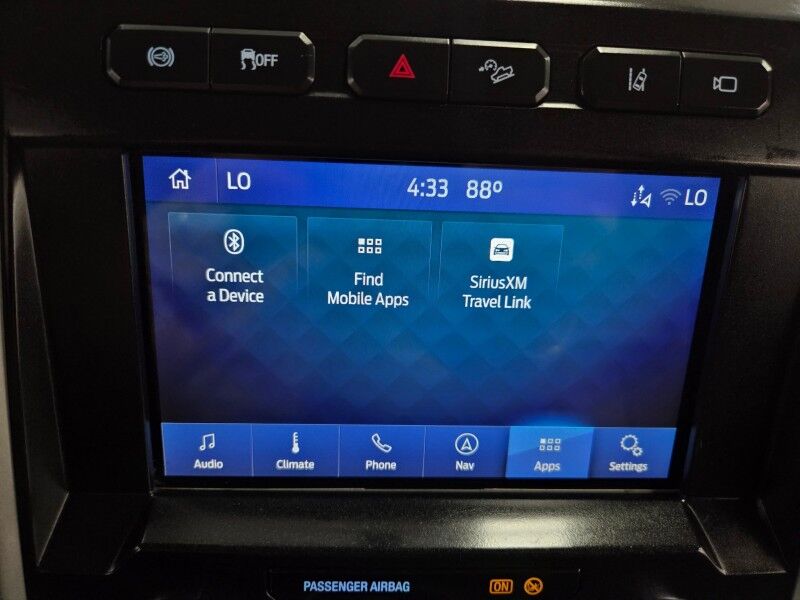 OFF
LO 4:33 88° LO
Connect
a Device
Find
Mobile Apps
SiriusXM
Travel Link
Audio Climate Phone Nav Apps Settings
PASSENGER AIRBAG ON